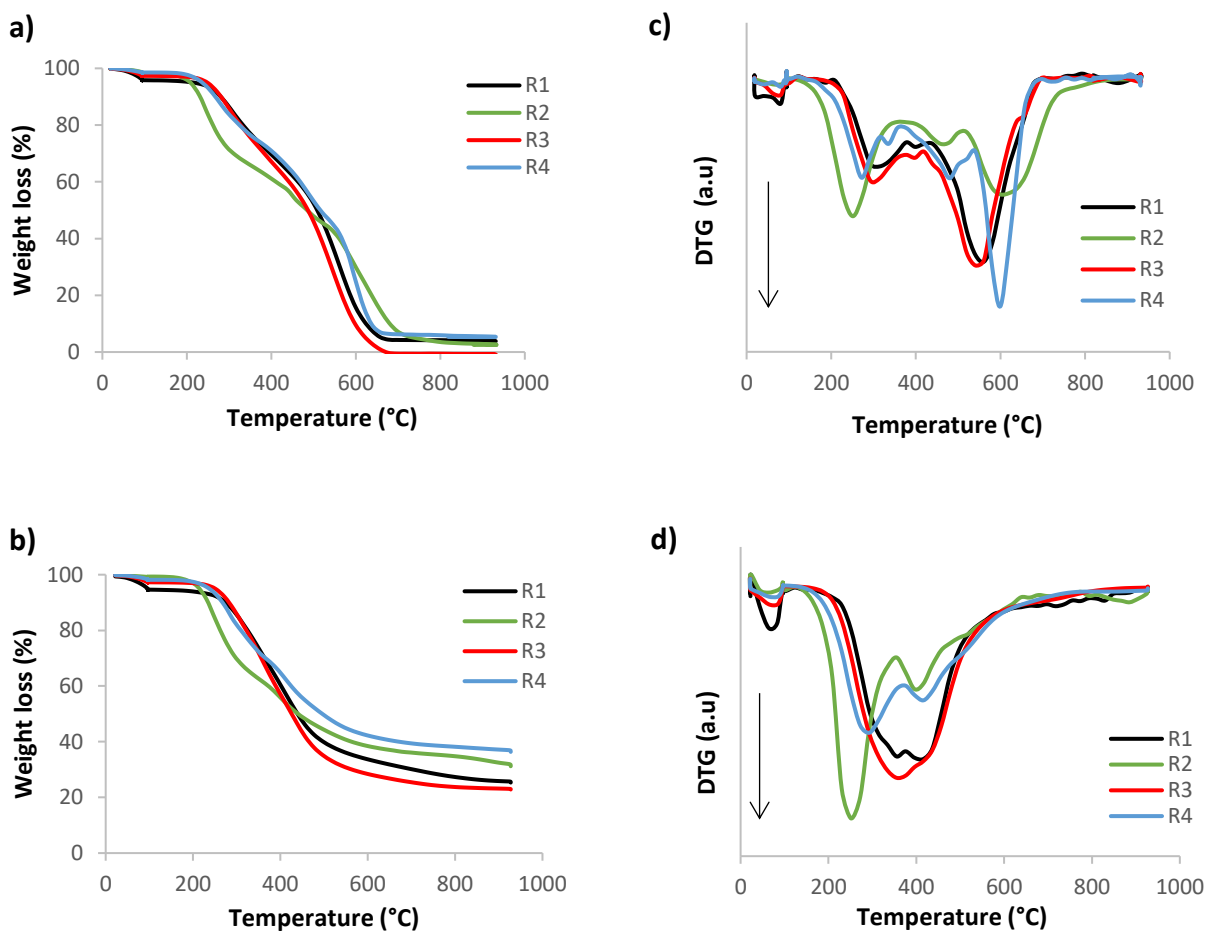 a)
Weight loss (%)
100
80
60
40
20
0
0 200 400 600 800 1000
Temperature (°C)
R1
R2
R3
R4
c)
DTG (a.u)
0 200 400 600 800 1000
Temperature (°C)
R1
R2
R3
R4
b)
Weight loss (%)
100
80
60
40
20
0
0 200 400 600 800 1000
Temperature (°C)
R1
R2
R3
R4
d)
DTG (a.u)
0 200 400 600 800 1000
Temperature (°C)
R1
R2
R3
R4